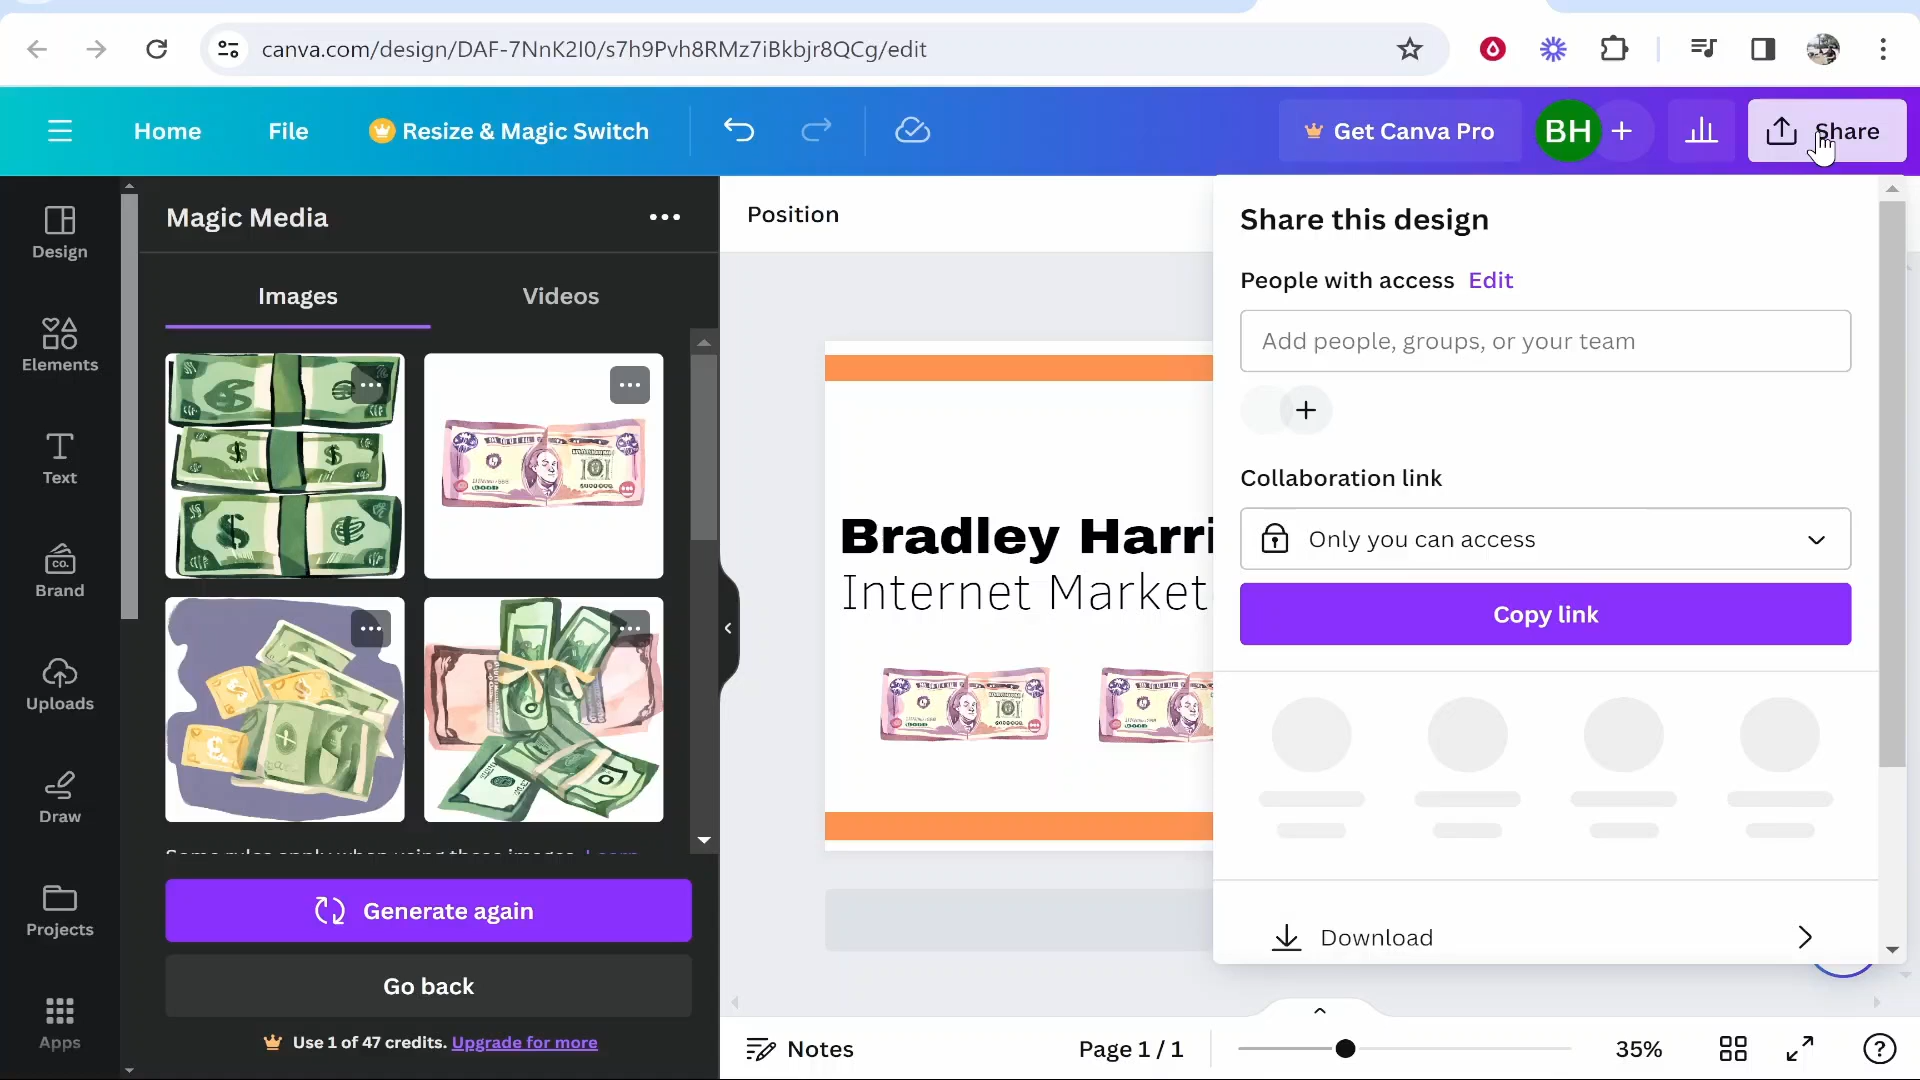 canva.com/design/DAF-7NnK2I0/s7h9Pvh8RMz7iBkbjr8QCg/edit
Home
File
Resize & Magic Switch
Get Canva Pro
BH
Share
Design
Elements
Text
CO.
Brand
Uploads
Draw
Projects
Apps
Magic Media
Images
Videos
Generate again
Go back
Use 1 of 47 credits. Upgrade for more
Position
Bradley Harri
Internet Market
Share this design
People with access Edit
Add people, groups, or your team
Collaboration link
Only you can access
Copy link
Download
Notes
Page 1 / 1
35%